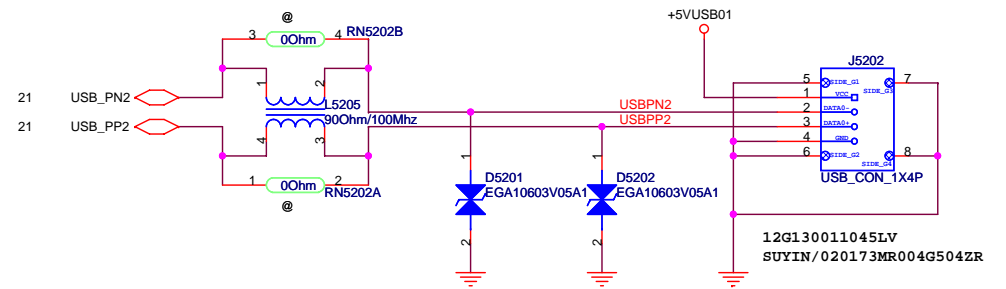 @
3
0Ohm
4
RN5202B
+5VUSB01
J5202
1
2
5
SIDE_G1
7
SIDE_G3
21
USB_PN2
L5205
USBPN2
1
VCC
2
DATA0-
21
USB_PP2
90Ohm/100Mhz
USBPP2
3
DATA0+
4
3
4
GND
6
SIDE_G2
8
SIDE_G4
1
0Ohm
2
RN5202A
@
1
D5201
EGA10603V05A1
2
1
D5202
EGA10603V05A1
2
USB_CON_1X4P
12G130011045LV
SUYIN/020173MR004G504ZR